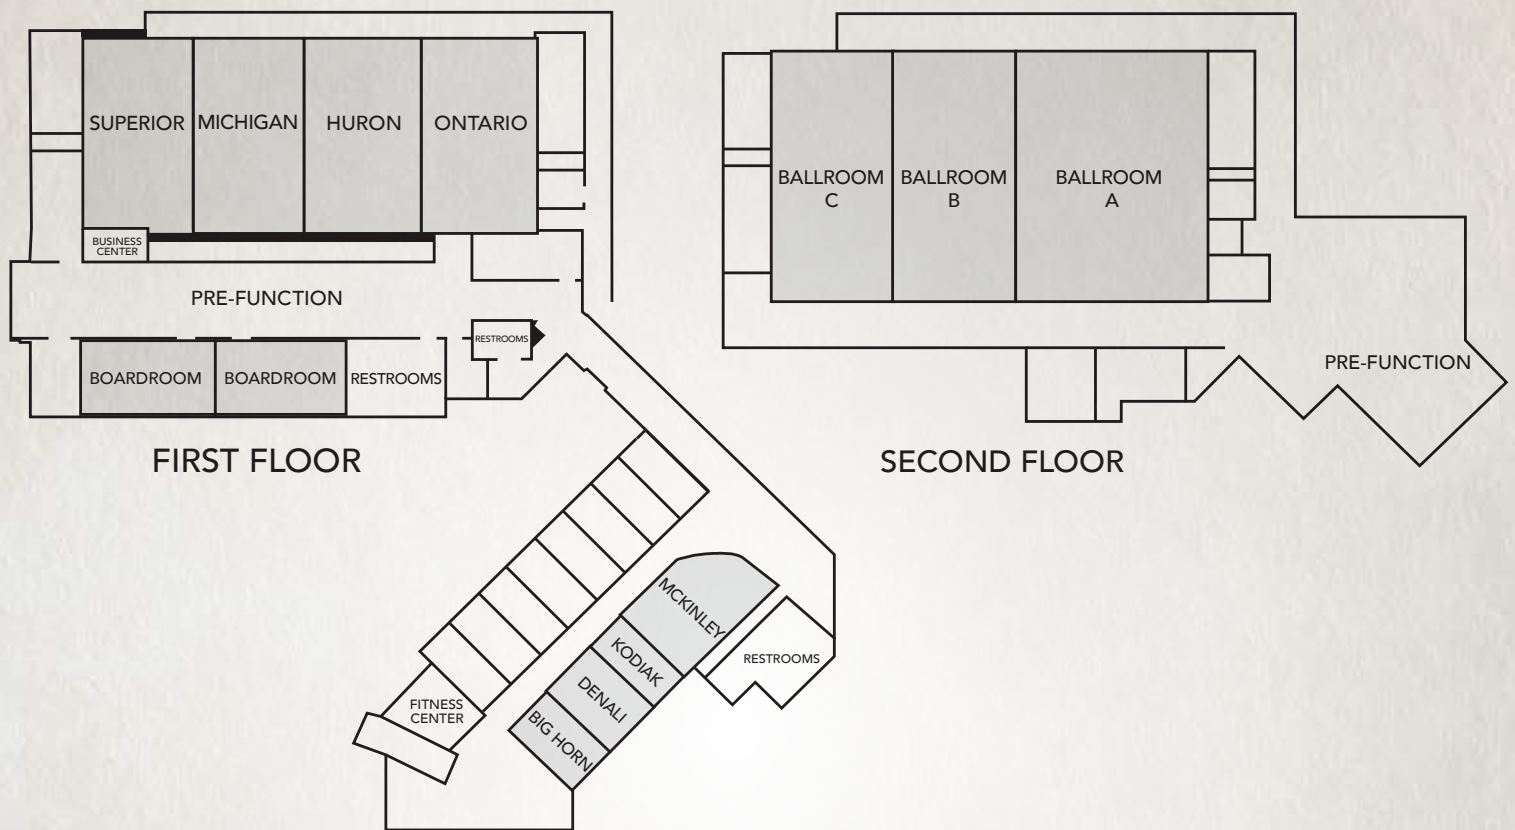 SUPERIOR
MICHIGAN
HURON
ONTARIO
BUSINESS
CENTER
PRE-FUNCTION
RESTROOMS
BOARDROOM
BOARDROOM
RESTROOMS
FIRST FLOOR
MCKINLEY
KODIAK
DENALI
BIG HORN
RESTROOMS
FITNESS
CENTER
BALLROOM
C
BALLROOM
B
BALLROOM
A
PRE-FUNCTION
SECOND FLOOR